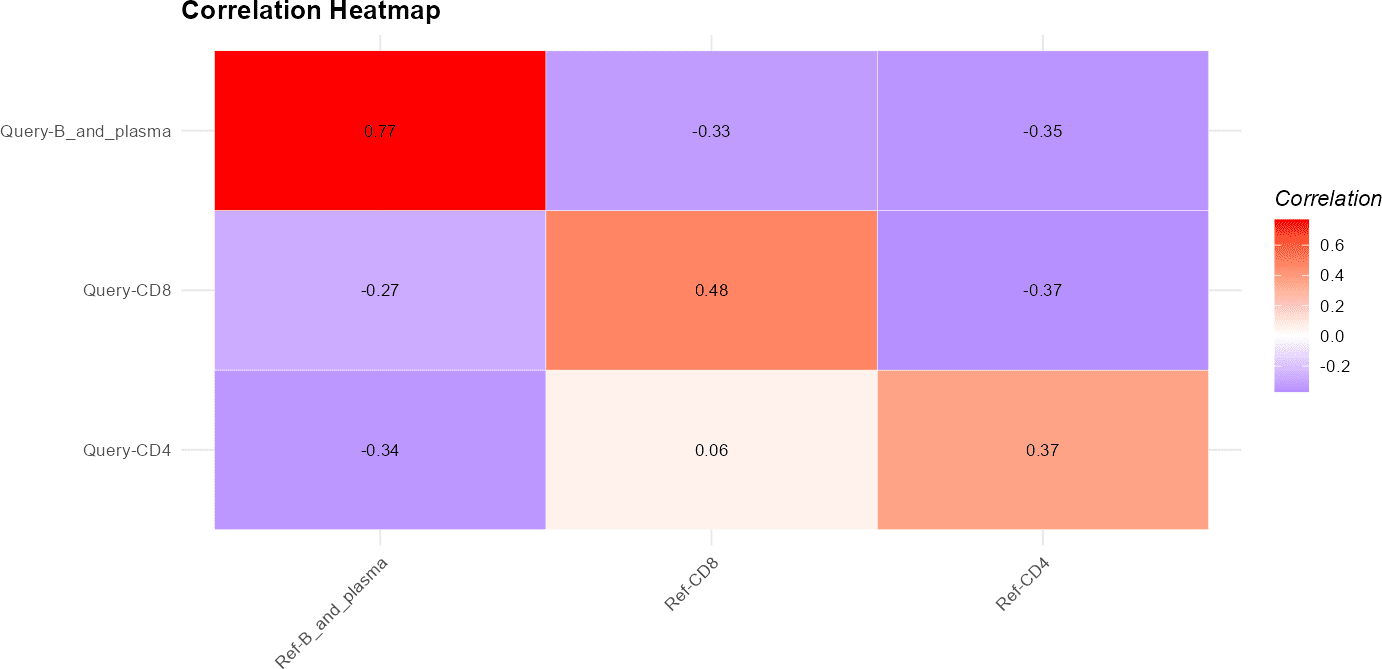 Correlation Heatmap
Query-B_and_plasma
0.77
-0.33
-0.35
Query-CD8
-0.27
0.48
-0.37
Query-CD4
-0.34
0.06
0.37
Ref-B_and_plasma
Ref-CD8
Ref-CD4
Correlation
0.6
0.4
0.2
0.0
-0.2